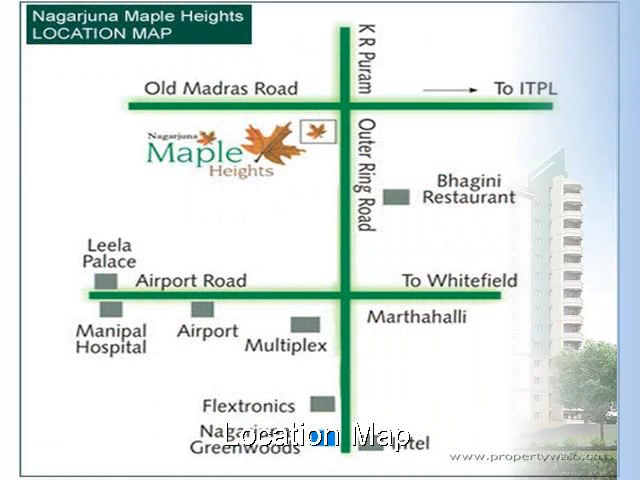 Nagarjuna Maple Heights
LOCATION MAP
K R Puram
Old Madras Road
To ITPL
Nagarjuna
Maple
Heights
Outer Ring Road
Bhagini
Restaurant
Leela
Palace
Airport Road
To Whitefield
Manipal
Hospital
Airport
Multiplex
Marthahalli
Flextronics
Greenwoods
Location Map
www.propertywala.com